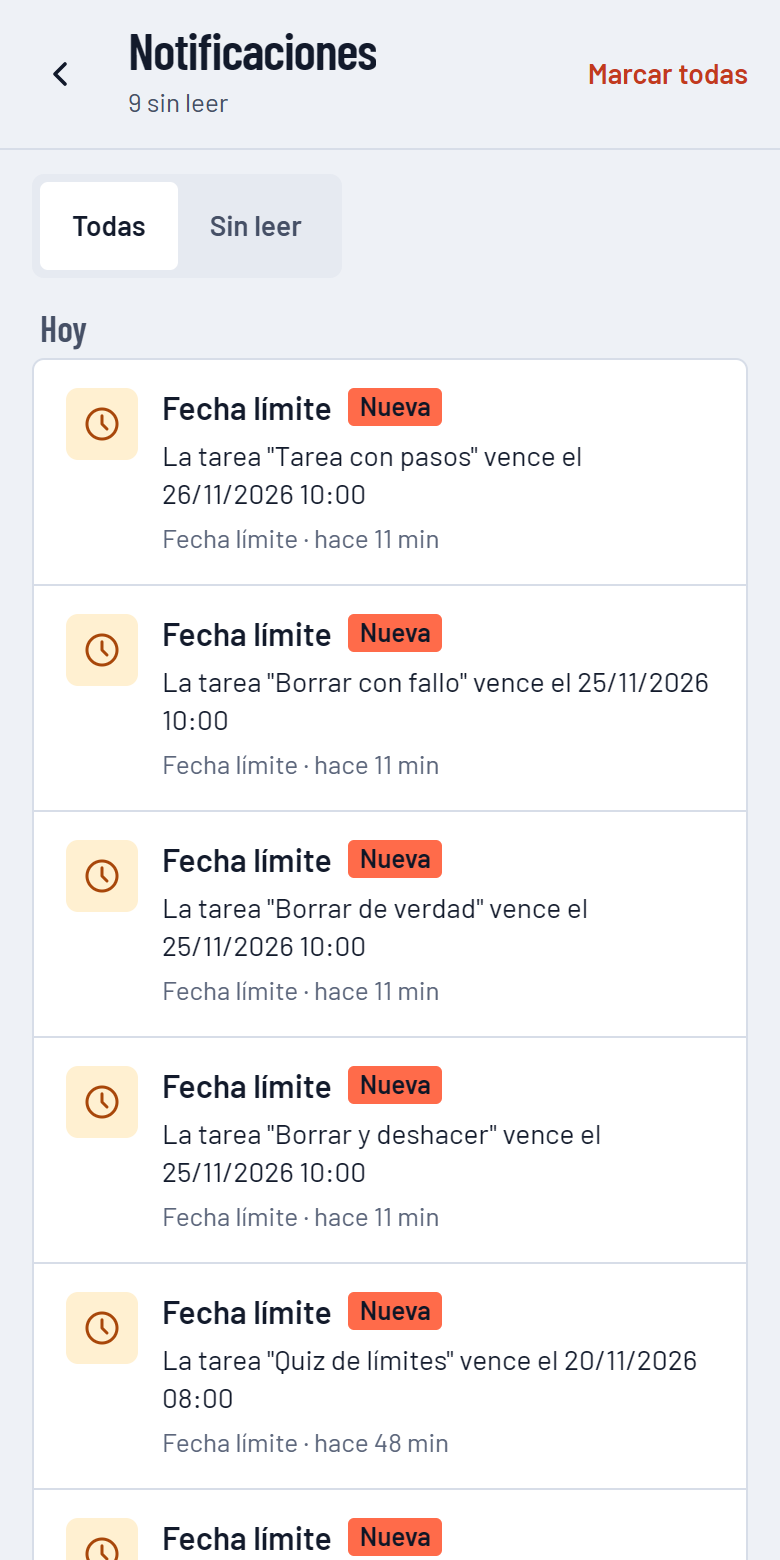 Notificaciones
9 sin leer
Marcar todas
Todas
Sin leer
Hoy
Fecha límite Nueva
La tarea "Tarea con pasos" vence el
26/11/2026 10:00
Fecha límite · hace 11 min
Fecha límite Nueva
La tarea "Borrar con fallo" vence el 25/11/2026
10:00
Fecha límite · hace 11 min
Fecha límite Nueva
La tarea "Borrar de verdad" vence el
25/11/2026 10:00
Fecha límite · hace 11 min
Fecha límite Nueva
La tarea "Borrar y deshacer" vence el
25/11/2026 10:00
Fecha límite · hace 11 min
Fecha límite Nueva
La tarea "Quiz de límites" vence el 20/11/2026
08:00
Fecha límite · hace 48 min
Fecha límite Nueva